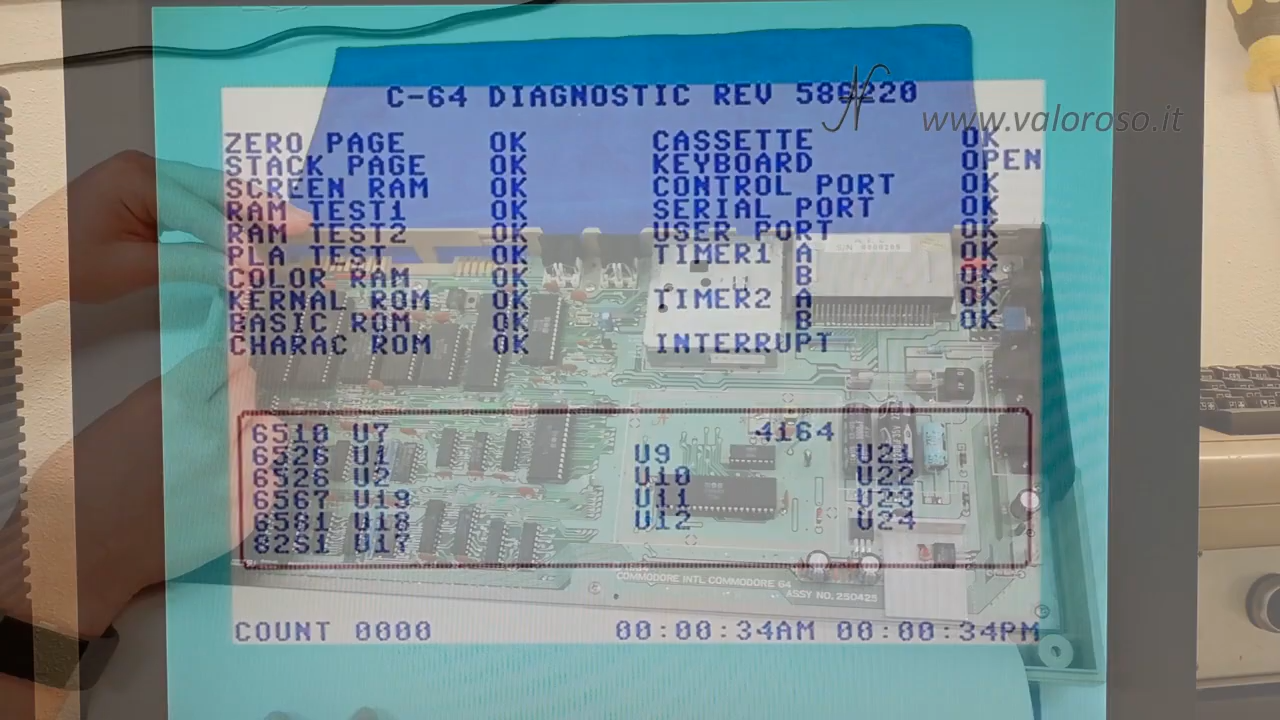 C-64 DIAGNOSTIC REV 586220
www.valoroso.it
ZERO PAGE OK CASSETTE OK
STACK PAGE OK KEYBOARD OPEN
SCREEN RAM OK CONTROL PORT OK
RAM TEST1 OK SERIAL PORT OK
RAM TEST2 OK USER PORT OK
PLA TEST OK TIMER1 A OK
COLOR RAM OK B OK
KERNAL ROM OK TIMER2 A OK
BASIC ROM OK B OK
CHARAC ROM OK INTERRUPT
6510 U7 4164
6526 U1 U9 U21
6526 U2 U10 U22
6567 U19 U11 U23
6581 U18 U12 U24
82S1 U17
COMMODORE INTL COMMODORE 64
ASSY NO. 250425
COUNT 0000 00:00:34AM 00:00:34PM